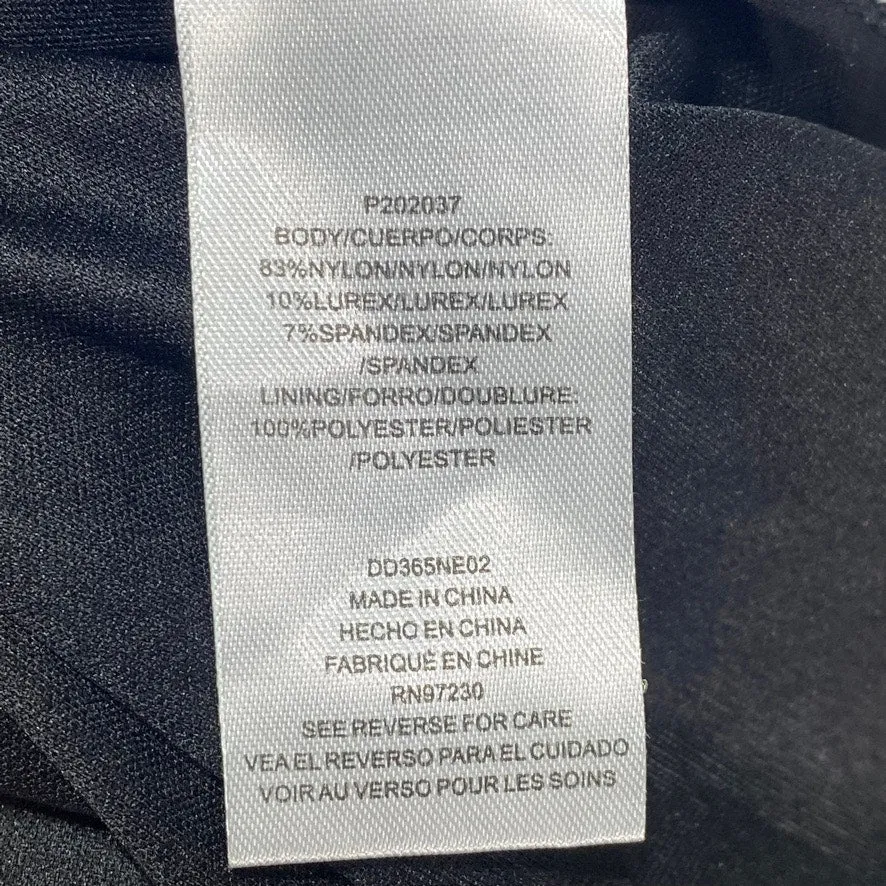 P202037
BODY/CUERPO/CORPS:
83%NYLON/NYLON/NYLON
10%LUREX/LUREX/LUREX
7%SPANDEX/SPANDEX
/SPANDEX
LINING/FORRO/DOUBLURE:
100%POLYESTER/POLIESTER
/POLYESTER
DD365NE02
MADE IN CHINA
HECHO EN CHINA
FABRIQUÉ EN CHINE
RN97230
SEE REVERSE FOR CARE
VEA EL REVERSO PARA EL CUIDADO
VOIR AU VERSO POUR LES SOINS